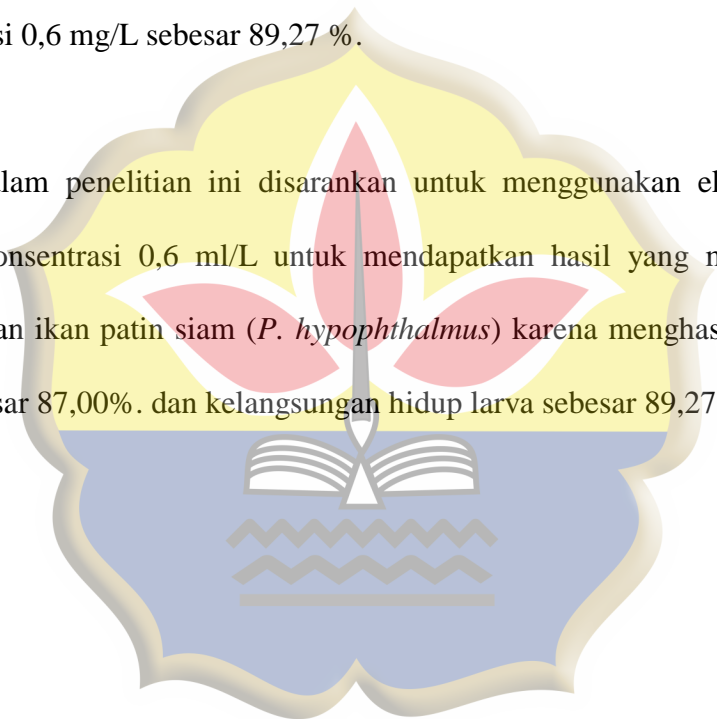 si 0,6 mg/L sebesar 89,27 %.
lam penelitian ini disarankan untuk menggunakan el
onsentrasi 0,6 ml/L untuk mendapatkan hasil yang
an ikan patin siam (P. hypophthalmus) karena menghas
sar 87,00%. dan kelangsungan hidup larva sebesar 89,27